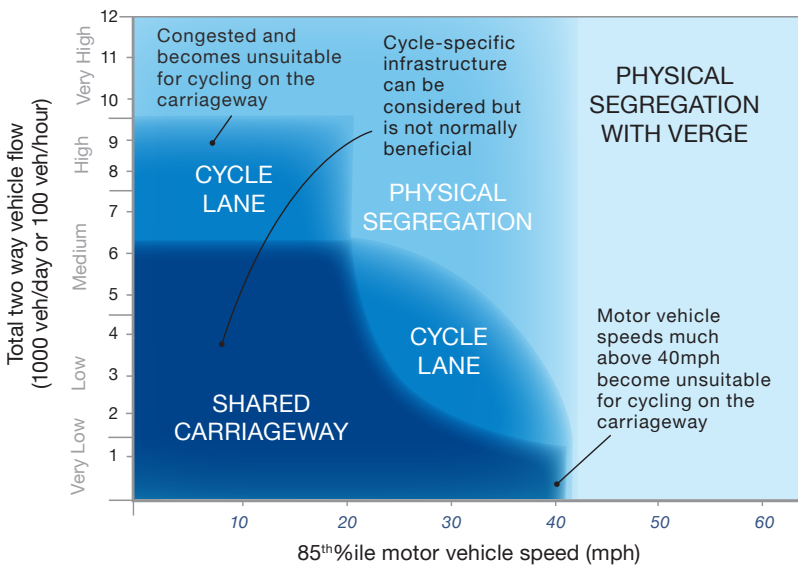 Total two way vehicle flow
(1000 veh/day or 100 veh/hour)
Very High
High
Medium
Low
Very Low
12
11
10
9
8
7
6
5
4
3
2
1
Congested and
becomes unsuitable
for cycling on the
carriageway
Cycle-specific
infrastructure
can be
considered but
is not normally
beneficial
PHYSICAL
SEGREGATION
WITH VERGE
CYCLE
LANE
PHYSICAL
SEGREGATION
CYCLE
LANE
Motor vehicle
speeds much
above 40mph
become unsuitable
for cycling on the
carriageway
SHARED
CARRIAGEWAY
10
20
30
40
50
60
85th%ile motor vehicle speed (mph)